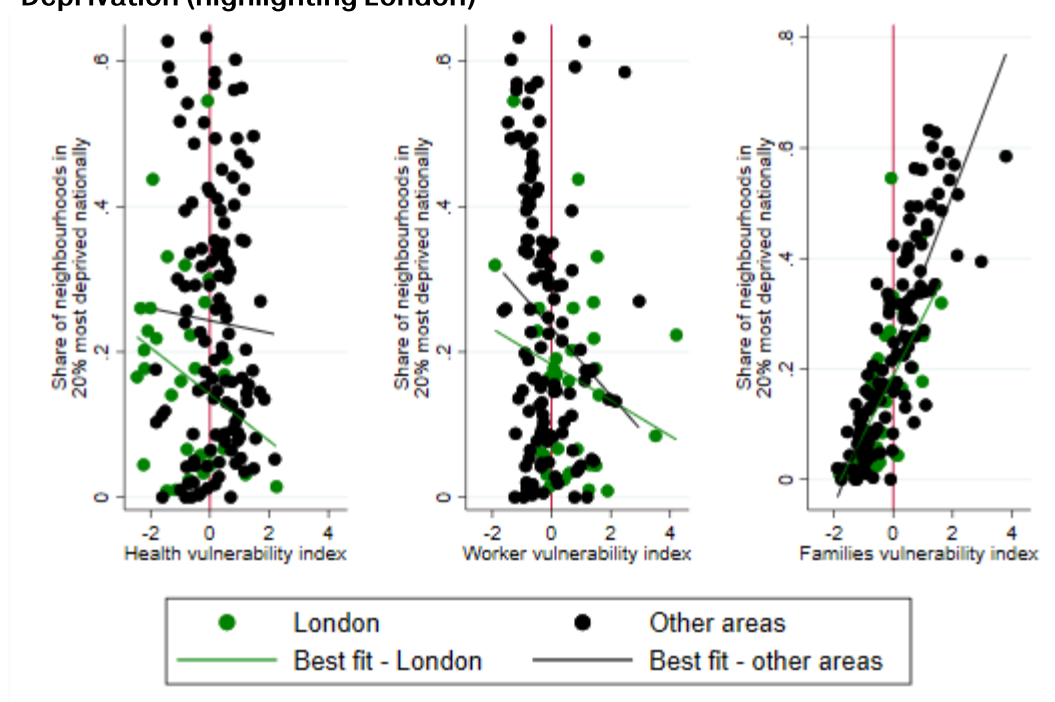 Deprivation (highlighting London)
Share of neighbourhoods in
20% most deprived nationally
.6
.4
.2
0
-2 0 2 4
Health vulnerability index
Share of neighbourhoods in
20% most deprived nationally
.6
.4
.2
0
-2 0 2 4
Worker vulnerability index
Share of neighbourhoods in
20% most deprived nationally
.8
.6
.4
.2
0
-2 0 2 4
Families vulnerability index
London Other areas
Best fit - London Best fit - other areas